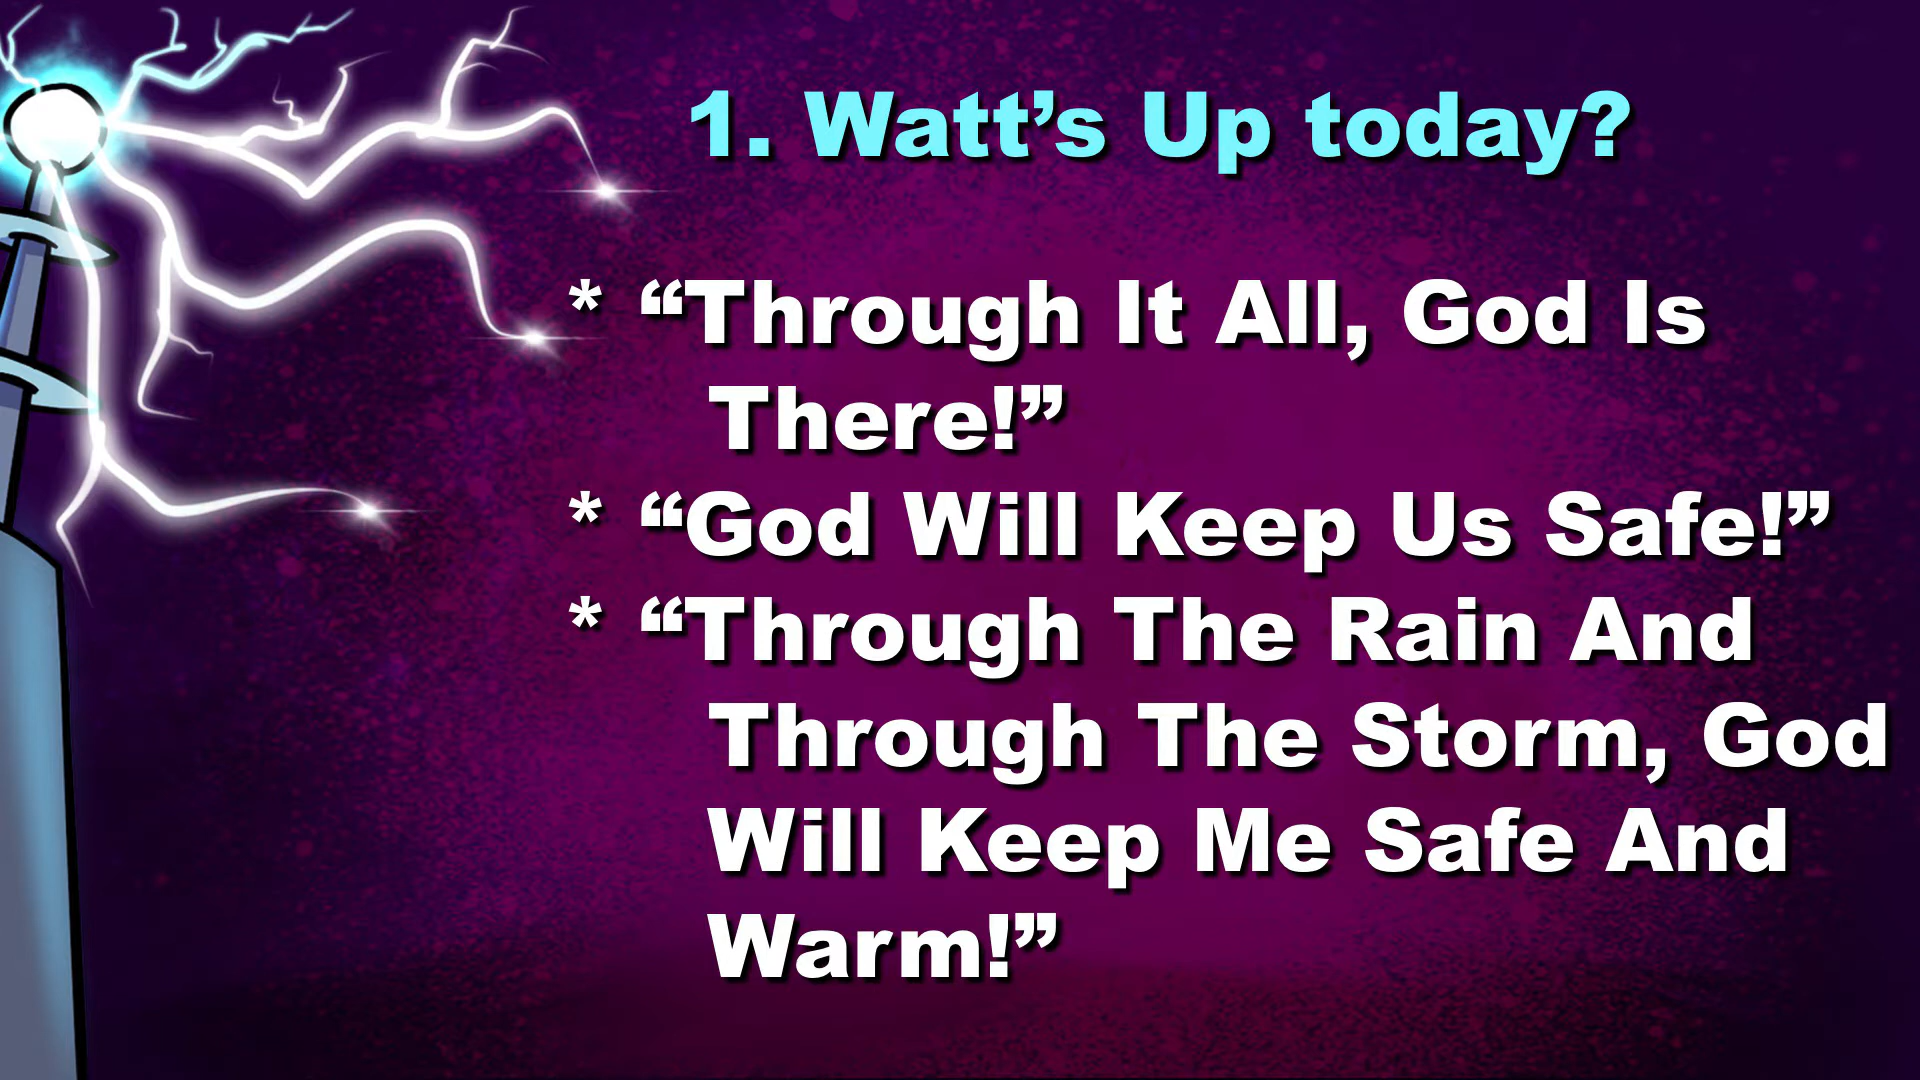 1. Watt’s Up today?
* “Through It All, God Is
There!”
* “God Will Keep Us Safe!”
* “Through The Rain And
Through The Storm, God
Will Keep Me Safe And
Warm!”